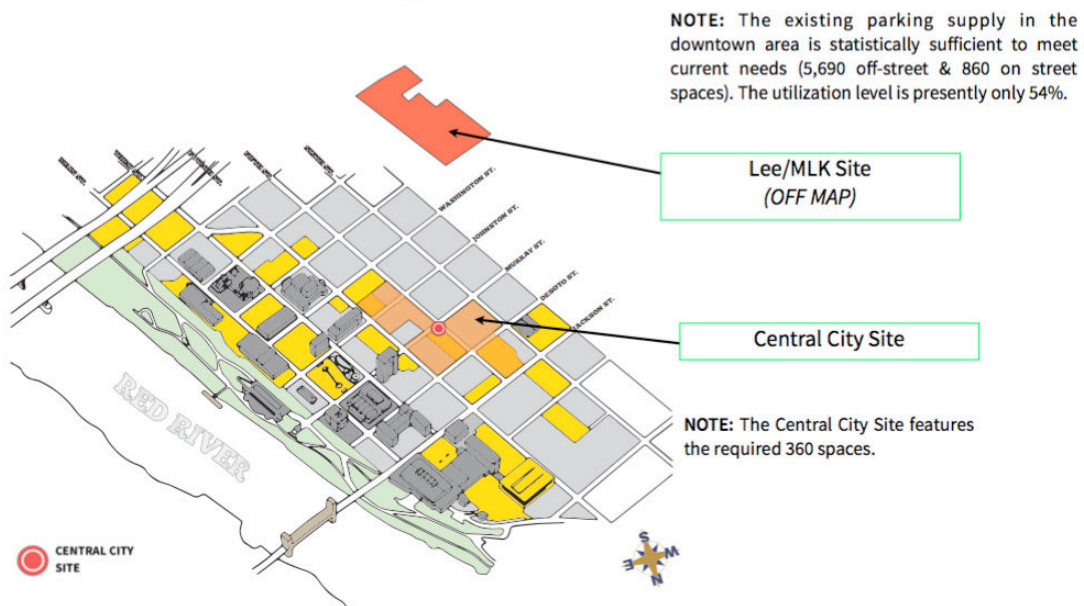 NOTE: The existing parking supply in the
downtown area is statistically sufficient to meet
current needs (5,690 off-street & 860 on street
spaces). The utilization level is presently only 54%.
Lee/MLK Site
(OFF MAP)
WASHINGTON ST.
JOHNSTON ST.
MURRAY ST.
DESOTO ST.
JACKSON ST.
Central City Site
RED RIVER
NOTE: The Central City Site features
the required 360 spaces.
CENTRAL CITY
SITE
S
W
E
N